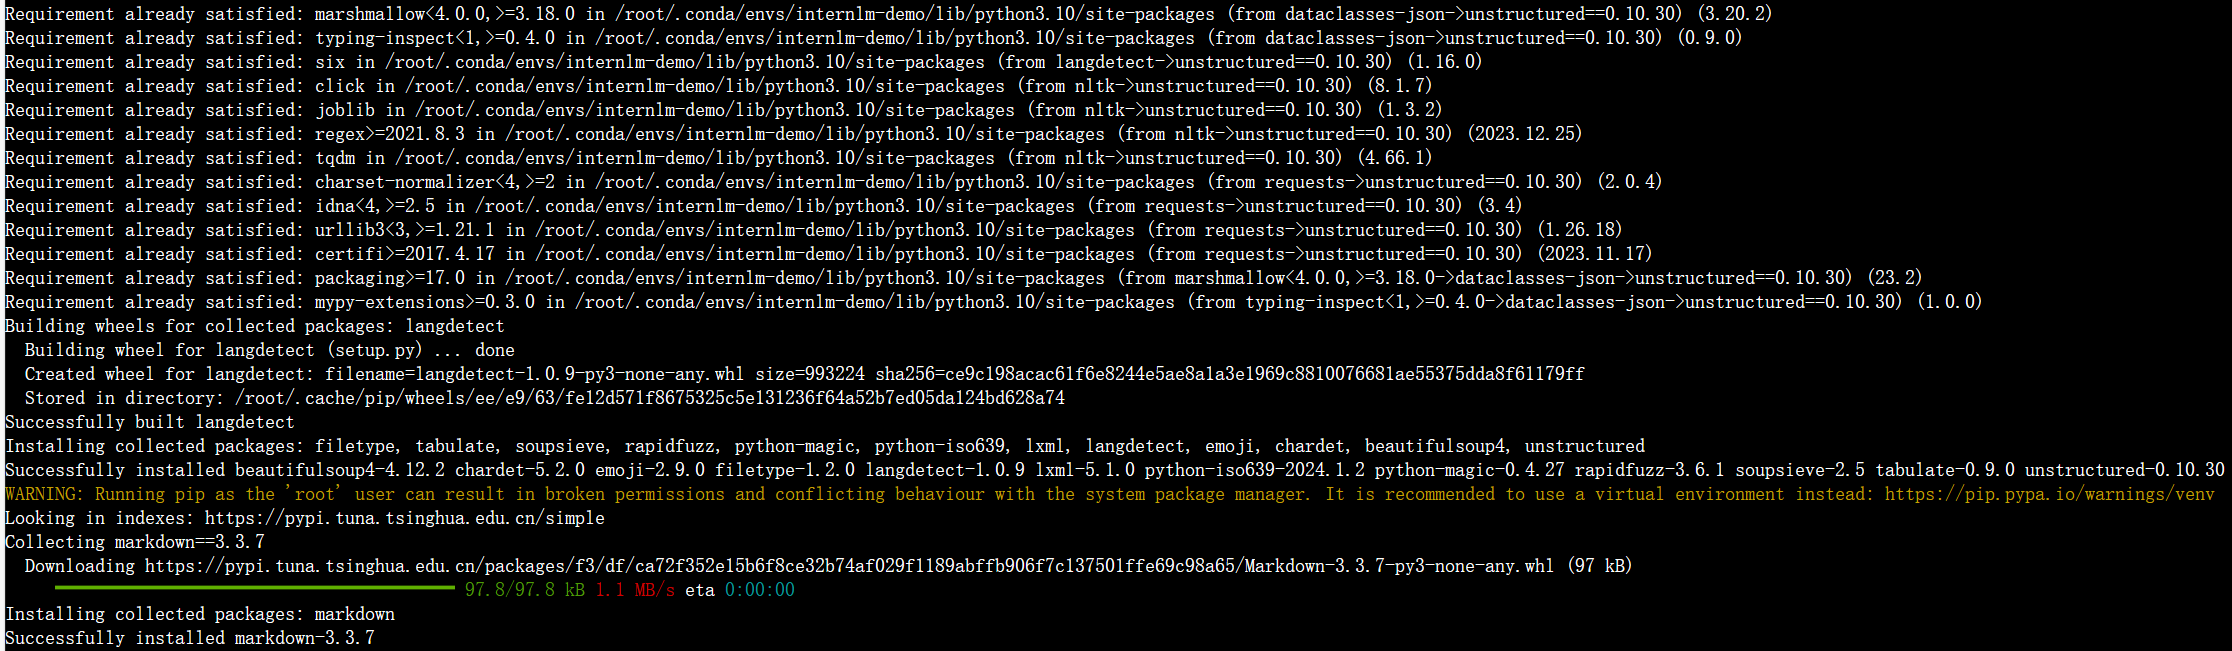 Requirement already satisfied: marshmallow<4.0.0,>=3.18.0 in /root/.conda/envs/internlm-demo/lib/python3.10/site-packages (from dataclasses-json->unstructured==0.10.30) (3.20.2)
Requirement already satisfied: typing-inspect<1,>=0.4.0 in /root/.conda/envs/internlm-demo/lib/python3.10/site-packages (from dataclasses-json->unstructured==0.10.30) (0.9.0)
Requirement already satisfied: six in /root/.conda/envs/internlm-demo/lib/python3.10/site-packages (from langdetect->unstructured==0.10.30) (1.16.0)
Requirement already satisfied: click in /root/.conda/envs/internlm-demo/lib/python3.10/site-packages (from nltk->unstructured==0.10.30) (8.1.7)
Requirement already satisfied: joblib in /root/.conda/envs/internlm-demo/lib/python3.10/site-packages (from nltk->unstructured==0.10.30) (1.3.2)
Requirement already satisfied: regex>=2021.8.3 in /root/.conda/envs/internlm-demo/lib/python3.10/site-packages (from nltk->unstructured==0.10.30) (2023.12.25)
Requirement already satisfied: tqdm in /root/.conda/envs/internlm-demo/lib/python3.10/site-packages (from nltk->unstructured==0.10.30) (4.66.1)
Requirement already satisfied: charset-normalizer<4,>=2 in /root/.conda/envs/internlm-demo/lib/python3.10/site-packages (from requests->unstructured==0.10.30) (2.0.4)
Requirement already satisfied: idna<4,>=2.5 in /root/.conda/envs/internlm-demo/lib/python3.10/site-packages (from requests->unstructured==0.10.30) (3.4)
Requirement already satisfied: urllib3<3,>=1.21.1 in /root/.conda/envs/internlm-demo/lib/python3.10/site-packages (from requests->unstructured==0.10.30) (1.26.18)
Requirement already satisfied: certifi>=2017.4.17 in /root/.conda/envs/internlm-demo/lib/python3.10/site-packages (from requests->unstructured==0.10.30) (2023.11.17)
Requirement already satisfied: packaging>=17.0 in /root/.conda/envs/internlm-demo/lib/python3.10/site-packages (from marshmallow<4.0.0,>=3.18.0->dataclasses-json->unstructured==0.10.30) (23.2)
Requirement already satisfied: mypy-extensions>=0.3.0 in /root/.conda/envs/internlm-demo/lib/python3.10/site-packages (from typing-inspect<1,>=0.4.0->dataclasses-json->unstructured==0.10.30) (1.0.0)
Building wheels for collected packages: langdetect
Building wheel for langdetect (setup.py) ... done
Created wheel for langdetect: filename=langdetect-1.0.9-py3-none-any.whl size=993224 sha256=ce9c198acac61f6e8244e5ae8a1a3e1969c8810076681ae55375dda8f61179ff
Stored in directory: /root/.cache/pip/wheels/ee/e9/63/fe12d571f8675325c5e131236f64a52b7ed05da124bd628a74
Successfully built langdetect
Installing collected packages: filetype, tabulate, soupsieve, rapidfuzz, python-magic, python-iso639, lxml, langdetect, emoji, chardet, beautifulsoup4, unstructured
Successfully installed beautifulsoup4-4.12.2 chardet-5.2.0 emoji-2.9.0 filetype-1.2.0 langdetect-1.0.9 lxml-5.1.0 python-iso639-2024.1.2 python-magic-0.4.27 rapidfuzz-3.6.1 soupsieve-2.5 tabulate-0.9.0 unstructured-0.10.30
WARNING: Running pip as the 'root' user can result in broken permissions and conflicting behaviour with the system package manager. It is recommended to use a virtual environment instead: https://pip.pypa.io/warnings/venv
Looking in indexes: https://pypi.tuna.tsinghua.edu.cn/simple
Collecting markdown==3.3.7
Downloading https://pypi.tuna.tsinghua.edu.cn/packages/f3/df/ca72f352e15b6f8ce32b74af029f1189abffb906f7c137501ffe69c98a65/Markdown-3.3.7-py3-none-any.whl (97 kB)
97.8/97.8 kB 1.1 MB/s eta 0:00:00
Installing collected packages: markdown
Successfully installed markdown-3.3.7